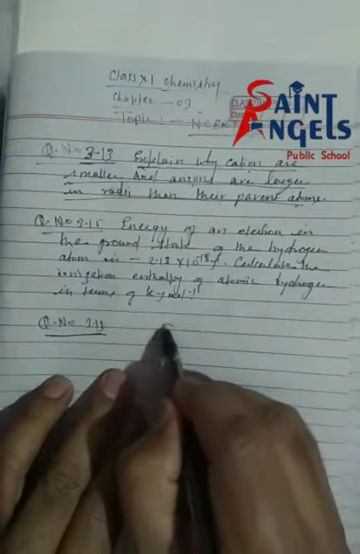 Class XI Chemistry
Chapter - 03
Topic : - NCE
SAINT
ANGELS
Public School
Q.No= 3.13 Explain why cation are
smaller and anions are larger
in radii than their parent atoms.
Q.No= 3.15 Energy of an electron in
the ground state of the hydrogen
atom is - 2.18 x 10⁻¹⁸J. Calculate the
ionization enthalpy of atomic hydrogen
in terms of KJ mol⁻¹.
Q.No= 3.13